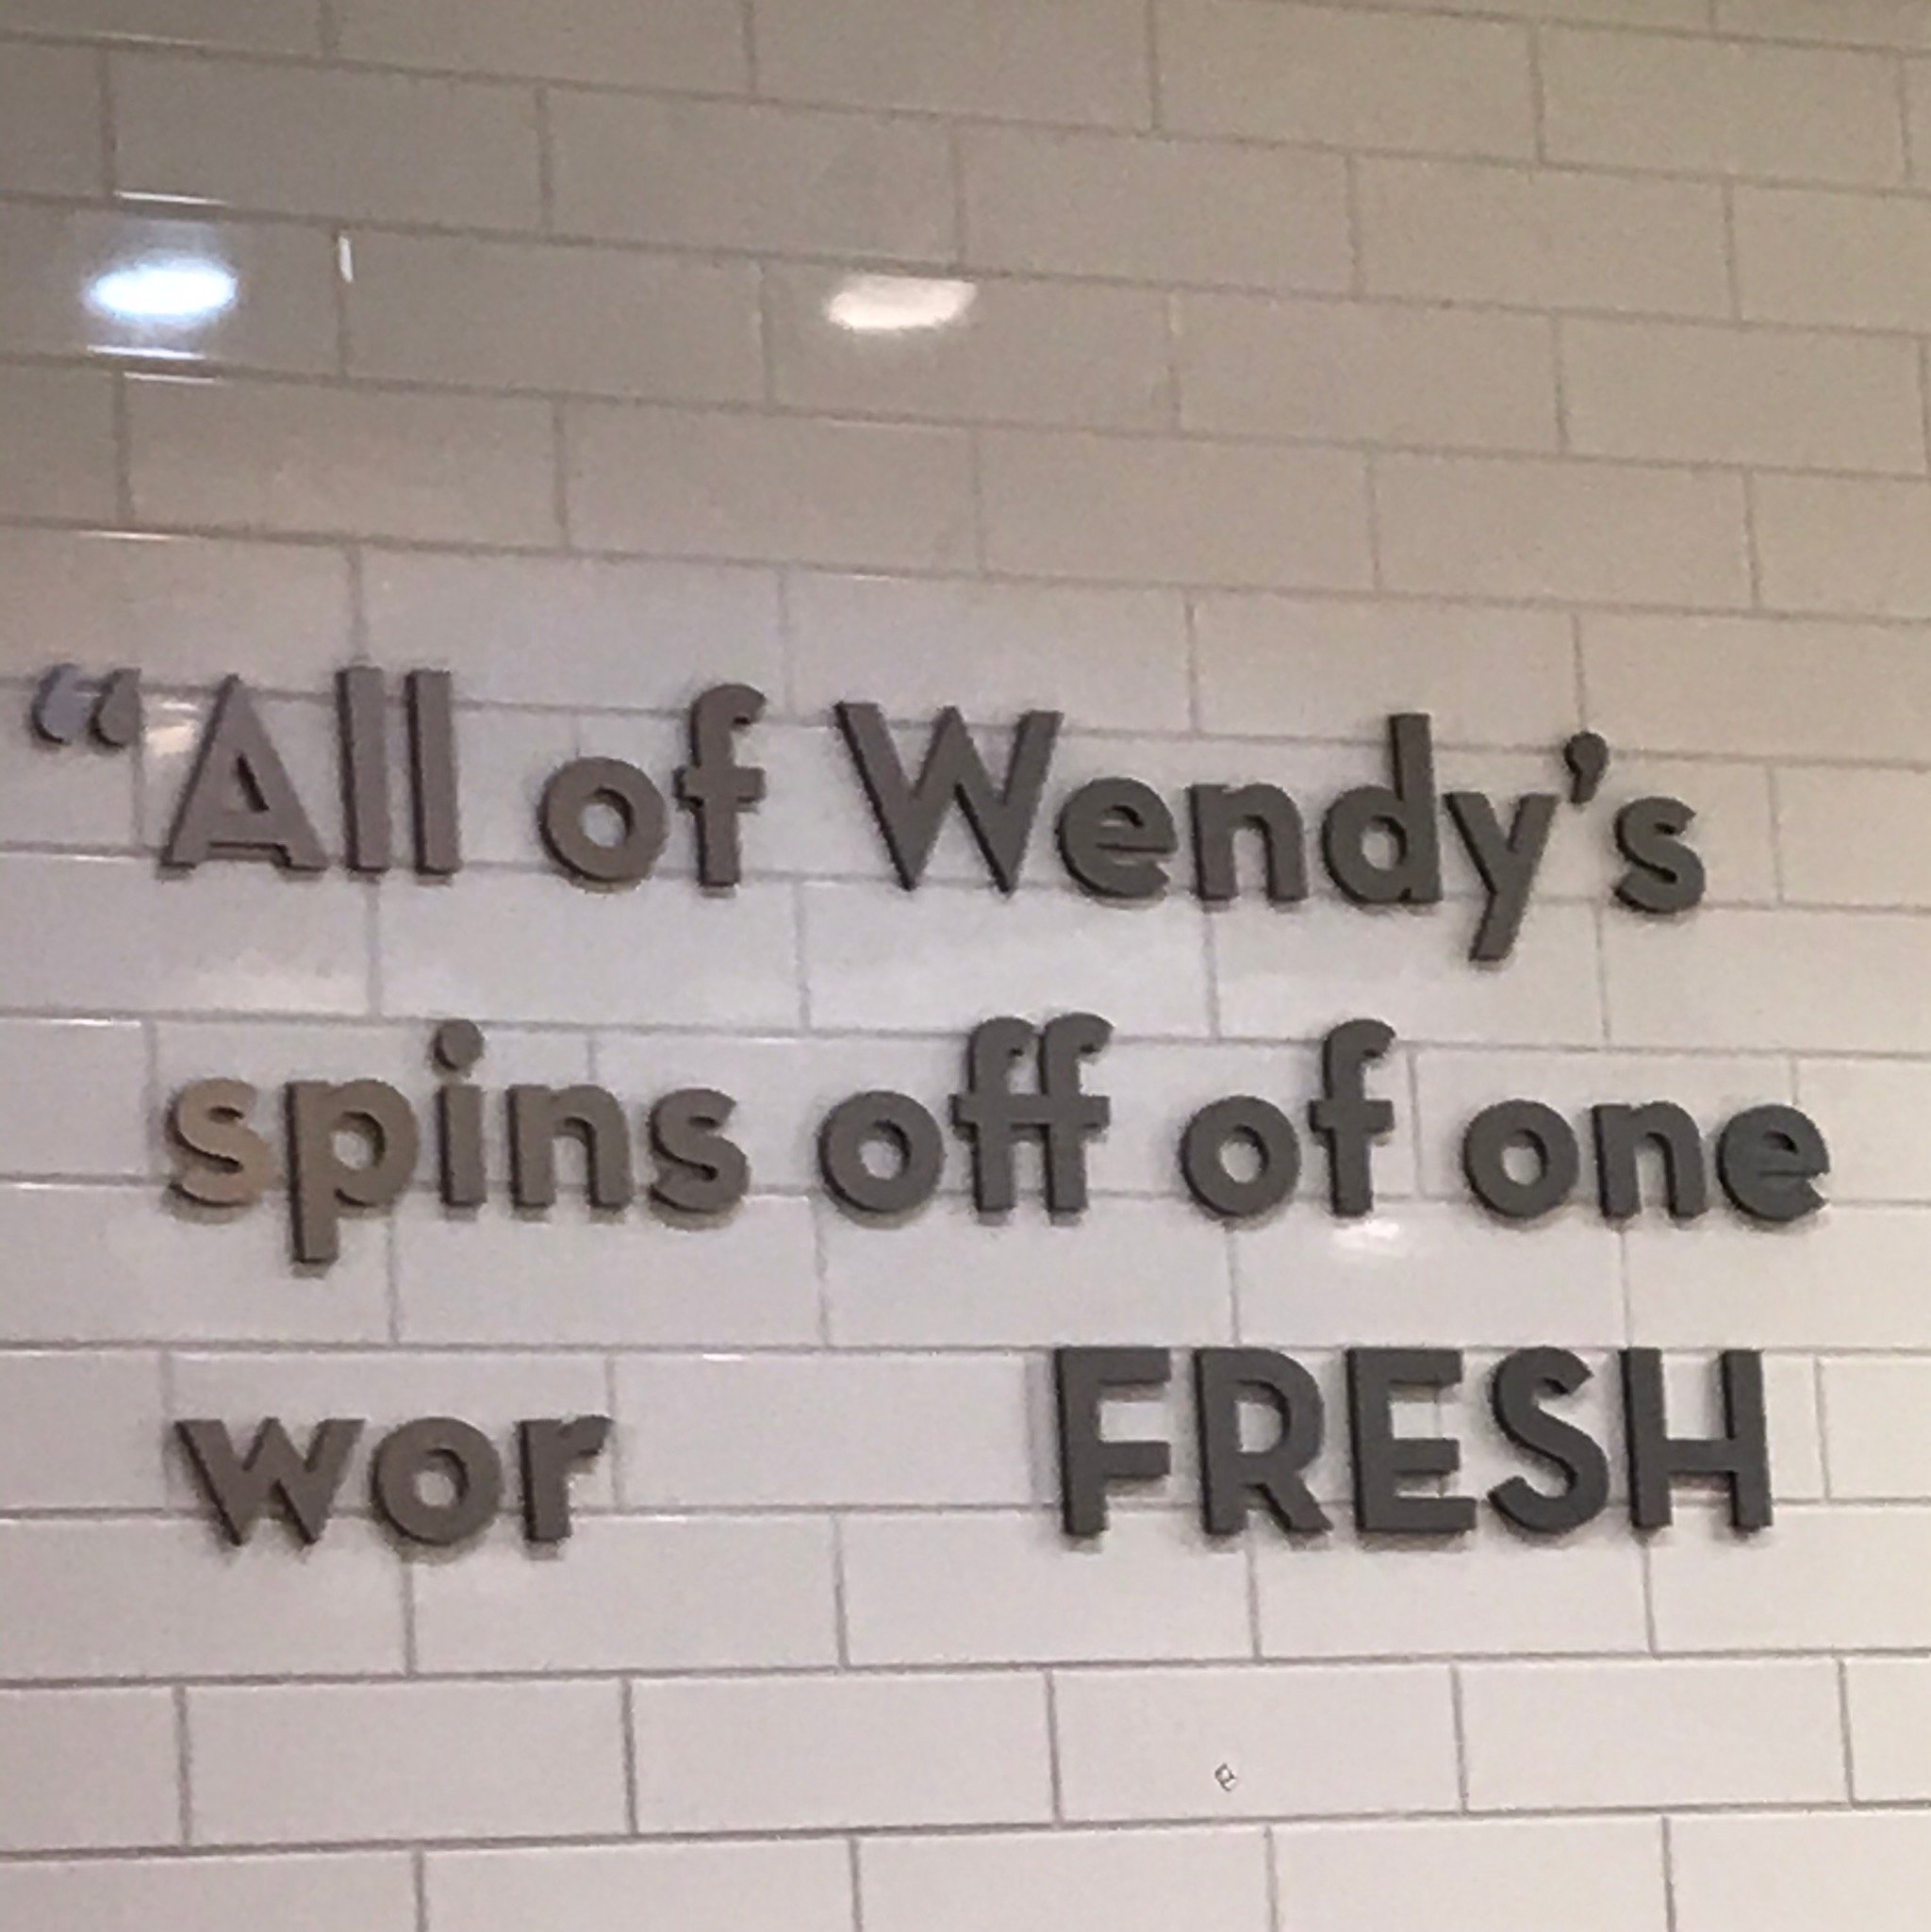 “All of Wendy’s
spins off of one
wor FRESH